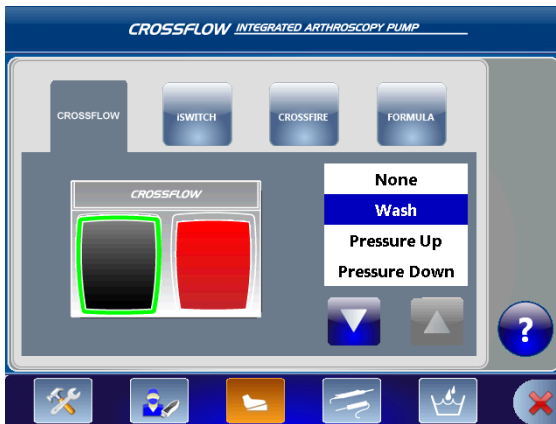 CROSSFLOW INTEGRATED ARTHROSCOPY PUMP
CROSSFLOW
iSWITCH
CROSSFIRE
FORMULA
CROSSFLOW
None
Wash
Pressure Up
Pressure Down
?